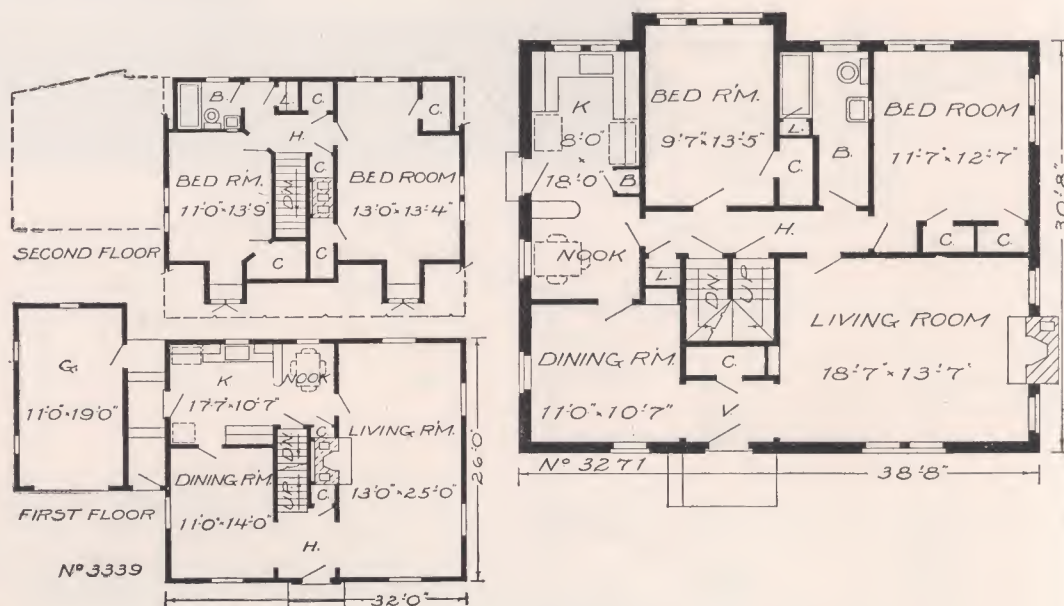 B.
L.
C.
C.
H.
BED R'M.
11'0"×13'9"
DN.
C.
BED ROOM
13'0"×13'4"
C.
C.
SECOND FLOOR
G.
11'0"×19'0"
K
17'7"×10'7"
NOOK
C.
LIVING R'M.
13'0"×25'0"
DN
UP
C.
DINING R'M.
11'0"×14'0"
H.
26'0"
FIRST FLOOR
Nº 3339
32'0"
K
8'0"
×
18'0"
B
NOOK
BED R'M.
9'7"×13'5"
L.
C.
B.
BED ROOM
11'7"×12'7"
C.
C.
H.
L.
DN.
UP
C.
V
DINING R'M.
11'0"×10'7"
LIVING ROOM
18'7"×13'7"
30'8"
Nº 3271
38'8"